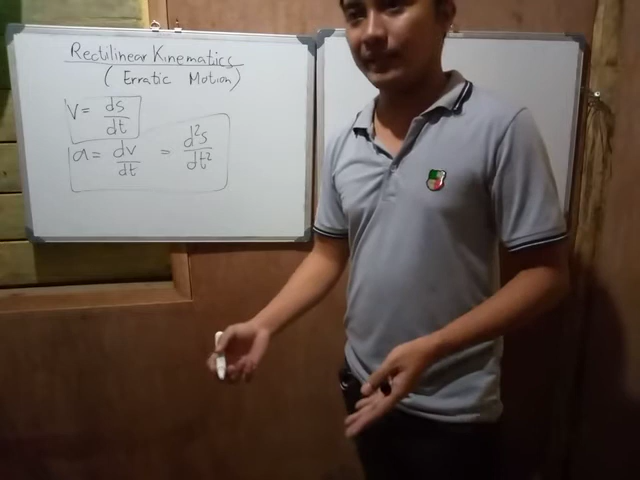 Rectilinear Kinematics
(Erratic Motion)
V = ds/dt
a = dv/dt = d²s/dt²